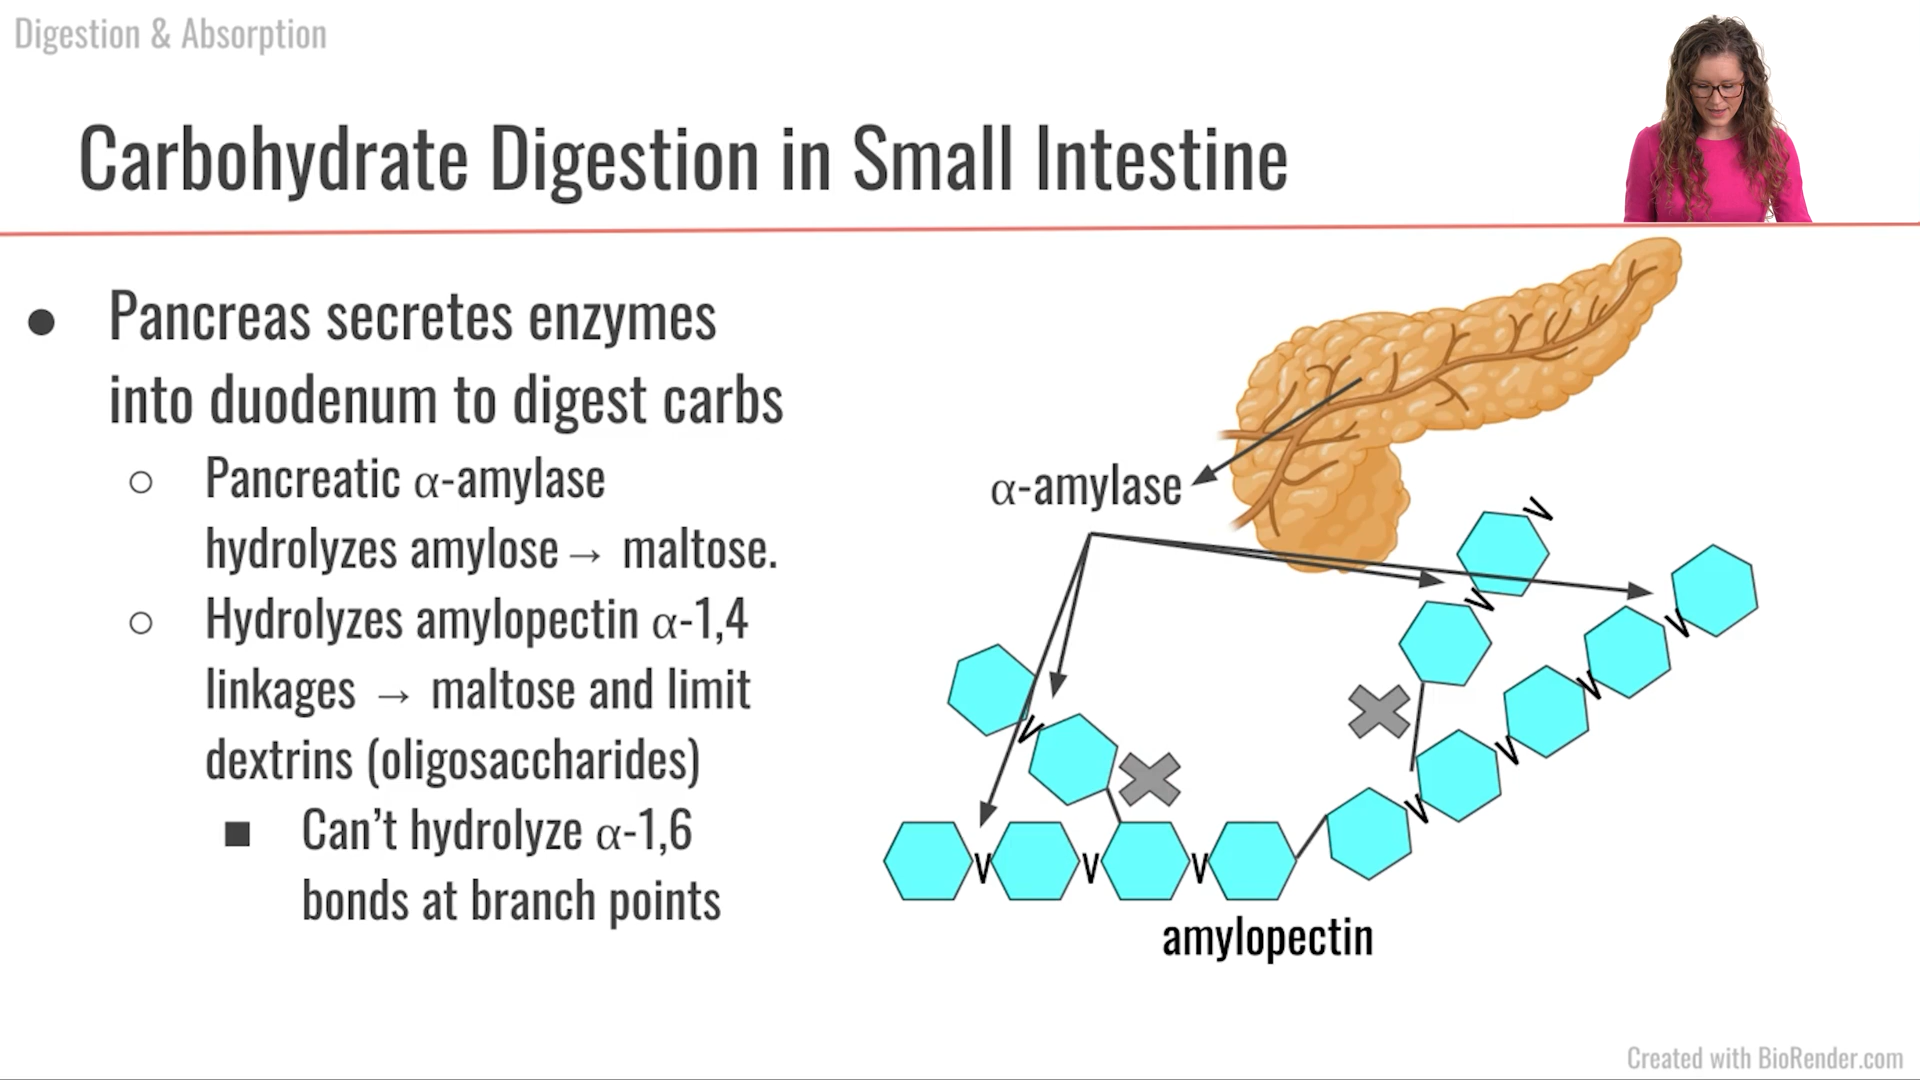 Digestion & Absorption
Carbohydrate Digestion in Small Intestine
● Pancreas secretes enzymes
into duodenum to digest carbs
○ Pancreatic α-amylase
hydrolyzes amylose → maltose.
○ Hydrolyzes amylopectin α-1,4
linkages → maltose and limit
dextrins (oligosaccharides)
■ Can't hydrolyze α-1,6
bonds at branch points
α-amylase
amylopectin
Created with BioRender.com